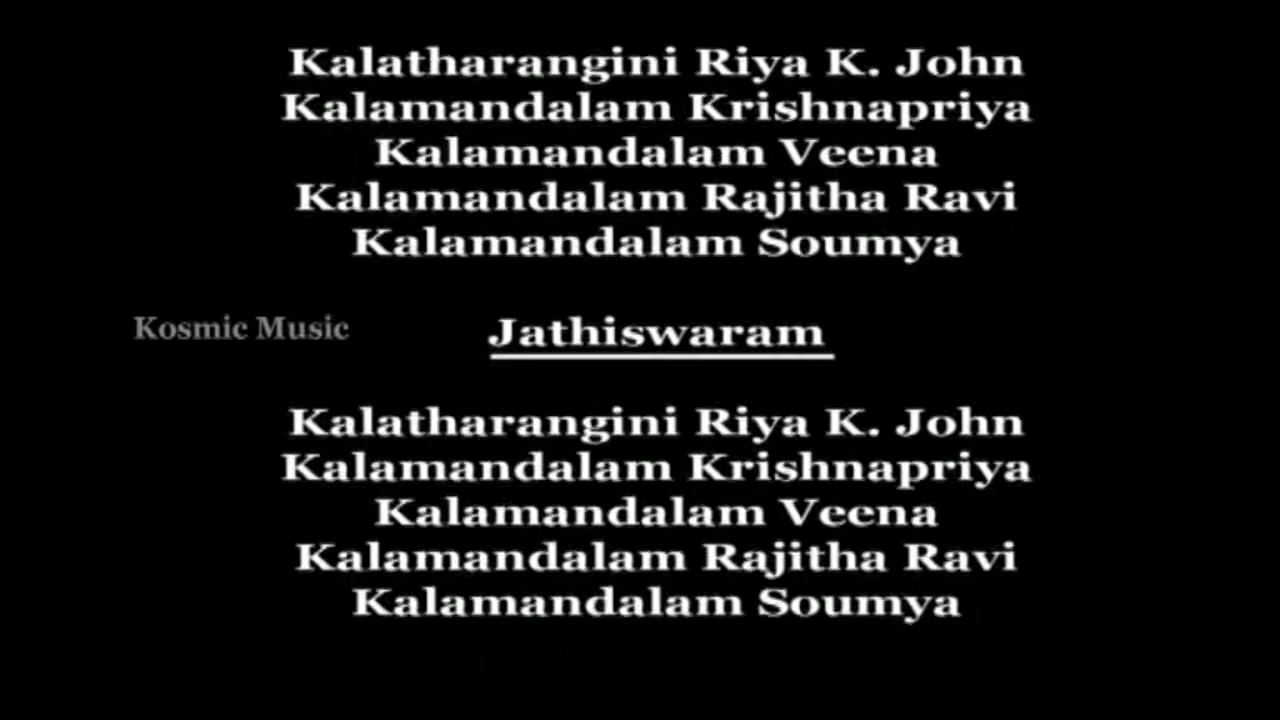 Kalatharangini Riya K. John
Kalamandalam Krishnapriya
Kalamandalam Veena
Kalamandalam Rajitha Ravi
Kalamandalam Soumya
Kosmic Music
Jathiswaram
Kalatharangini Riya K. John
Kalamandalam Krishnapriya
Kalamandalam Veena
Kalamandalam Rajitha Ravi
Kalamandalam Soumya